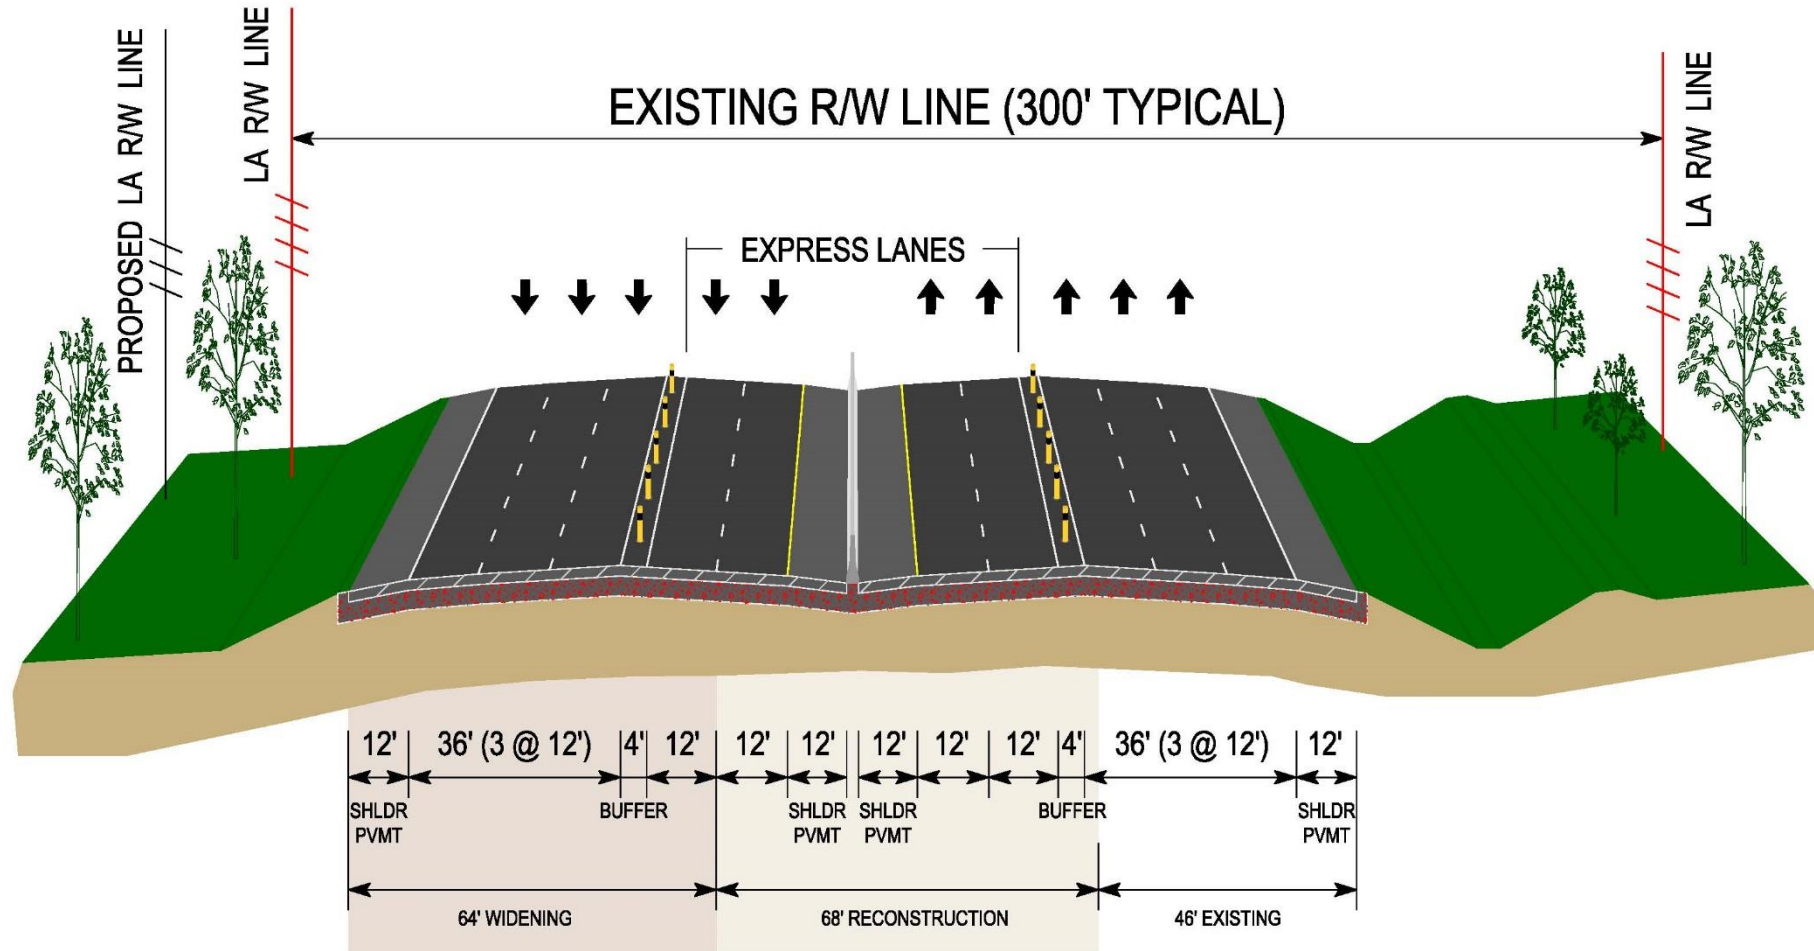 PROPOSED LA R/W LINE
LA R/W LINE
EXISTING R/W LINE (300' TYPICAL)
LA R/W LINE
EXPRESS LANES
12' 36' (3 @ 12') 4' 12' 12' 12' 12' 12' 12' 4' 36' (3 @ 12') 12'
SHLDR BUFFER SHLDR SHLDR BUFFER SHLDR
PVMT PVMT PVMT PVMT
64' WIDENING 68' RECONSTRUCTION 46' EXISTING